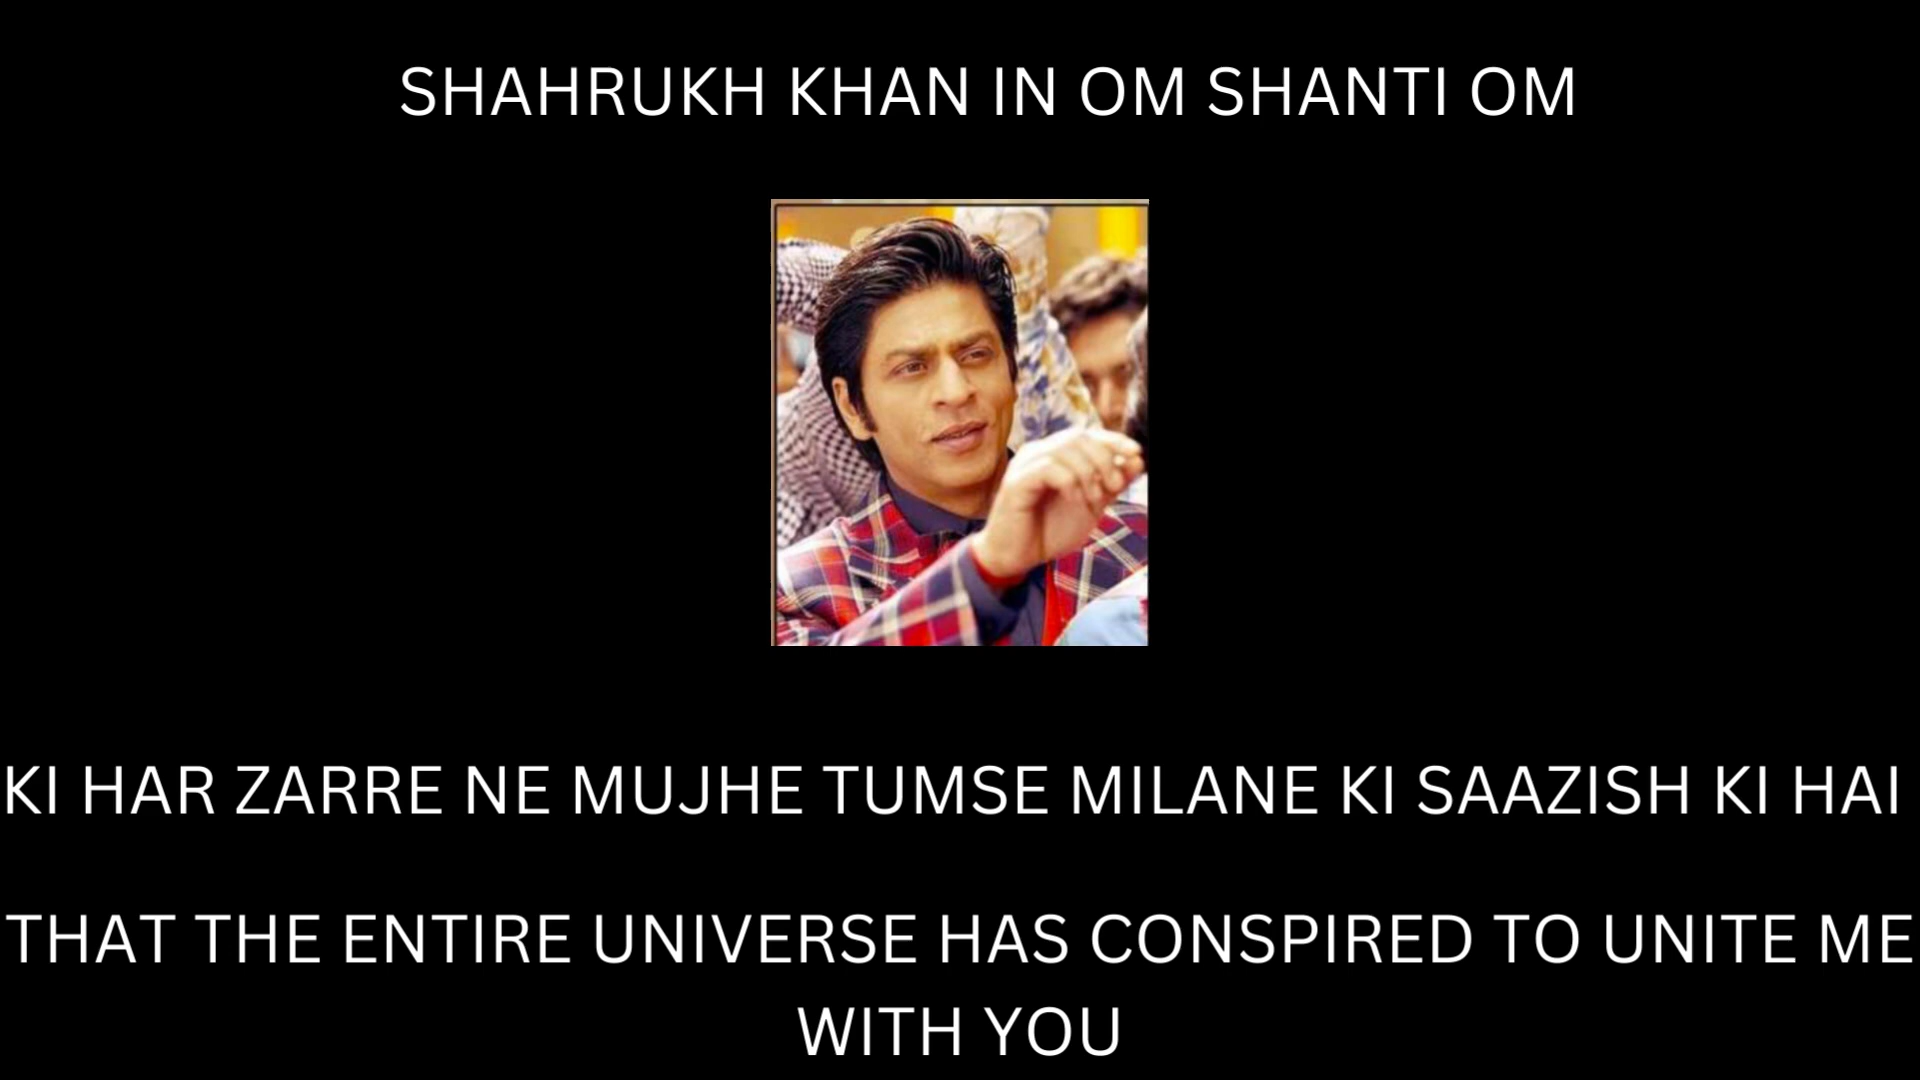 SHAHRUKH KHAN IN OM SHANTI OM
KI HAR ZARRE NE MUJHE TUMSE MILANE KI SAAZISH KI HAI
THAT THE ENTIRE UNIVERSE HAS CONSPIRED TO UNITE ME
WITH YOU